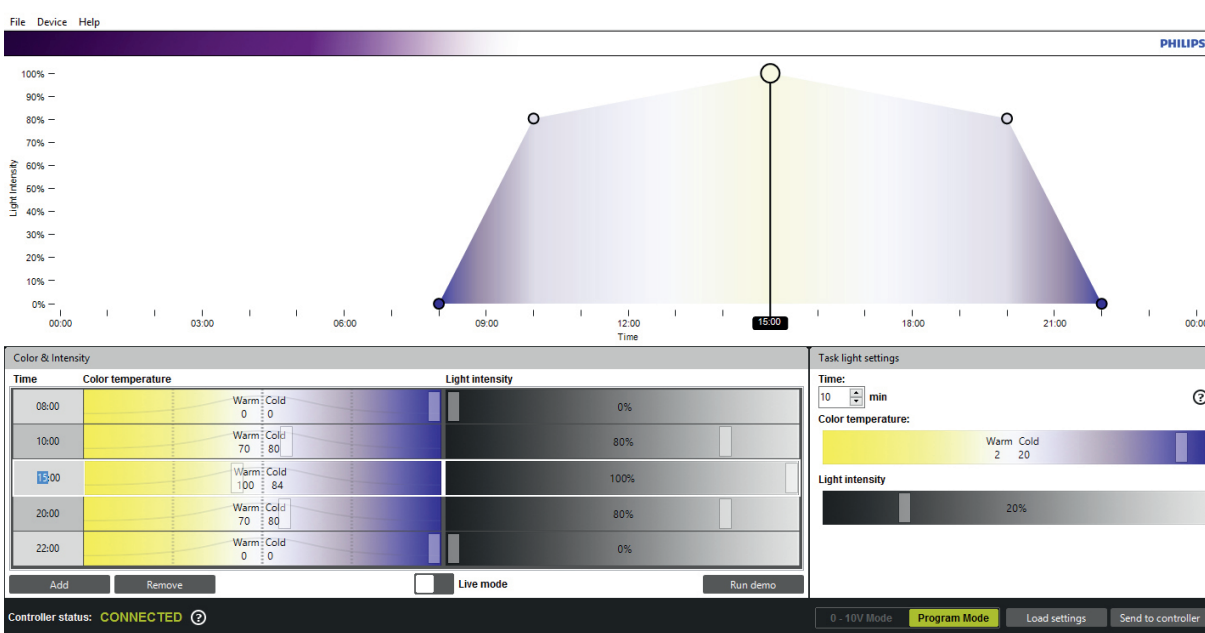 File Device Help
PHILIPS
100%
90%
80%
70%
60%
50%
40%
30%
20%
10%
0%
Light Intensity
00:00 03:00 06:00 09:00 12:00 15:00 18:00 21:00 00:00
Time
Color & Intensity
Time Color temperature Light intensity
08:00 Warm Cold 0%
0 0
10:00 Warm Cold 80%
70 80
15:00 Warm Cold 100%
100 84
20:00 Warm Cold 80%
70 80
22:00 Warm Cold 0%
0 0
Add Remove Live mode Run demo
Task light settings
Time:
10 min ?
Color temperature:
Warm Cold
2 20
Light intensity
20%
Controller status: CONNECTED ? 0 - 10V Mode Program Mode Load settings Send to controller